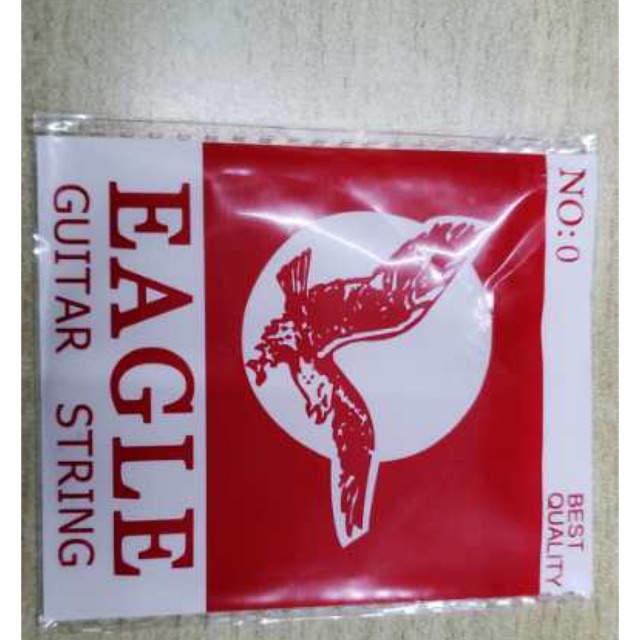 NO:0
BEST
QUALITY
EAGLE
GUITAR STRING